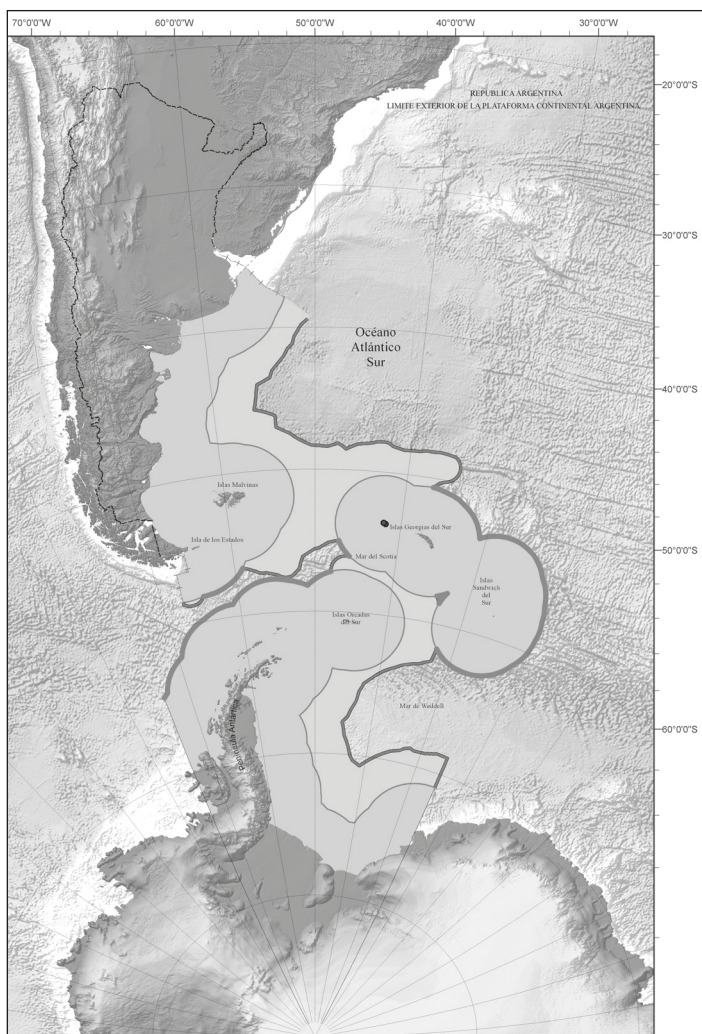 70°0'0"W
60°0'0"W
50°0'0"W
40°0'0"W
30°0'0"W
20°0'0"S
REPUBLICA ARGENTINA
LIMITE EXTERIOR DE LA PLATAFORMA CONTINENTAL ARGENTINA
30°0'0"S
Océano
Atlántico
Sur
40°0'0"S
Islas Malvinas
Islas Georgias del Sur
Isla de los Estados
50°0'0"S
Mar del Scotia
Islas
Sandwich
del
Sur
Islas Orcadas
del Sur
Mar de Weddell
60°0'0"S
Península Antártica